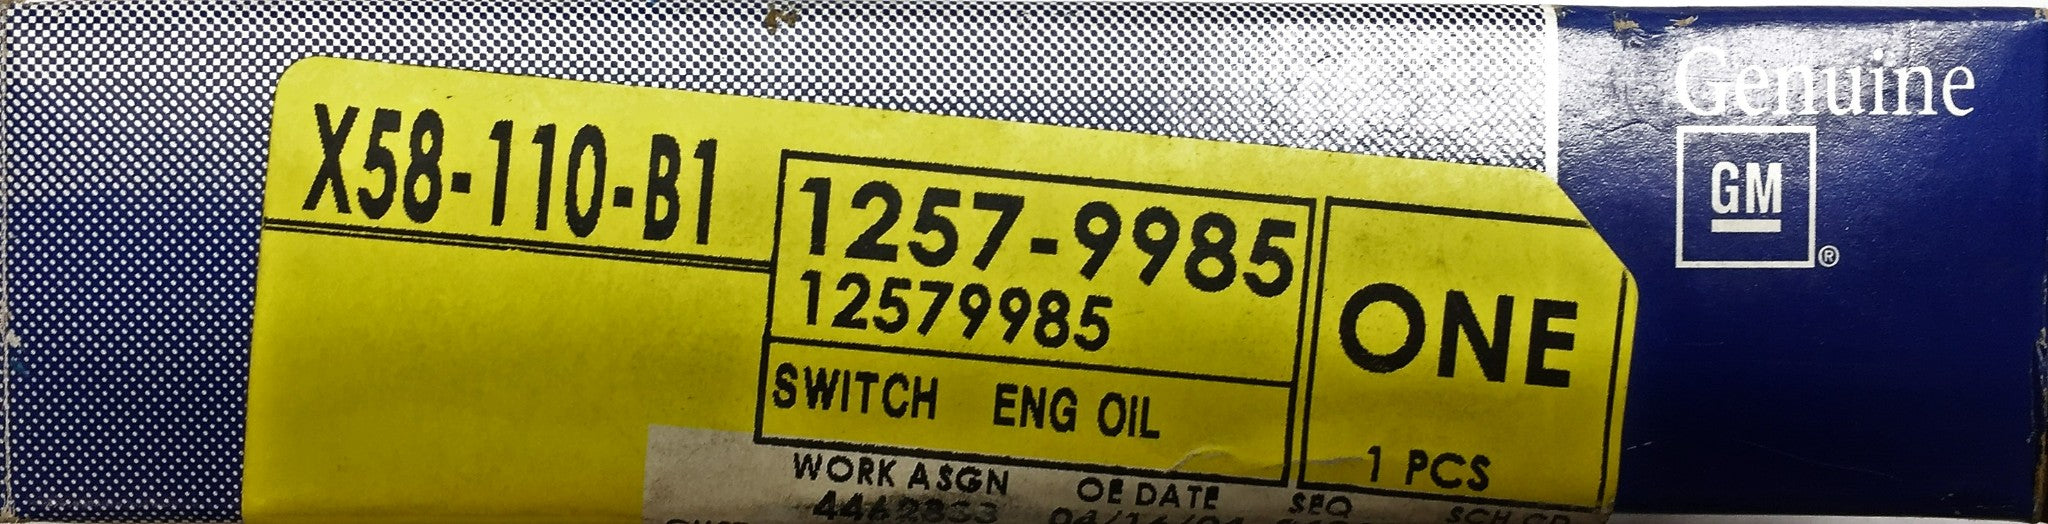 Genuine
GM
®
X58-110-B1
1257-9985
12579985
SWITCH ENG OIL
ONE
1 PCS
WORK ASGN OE DATE SEQ